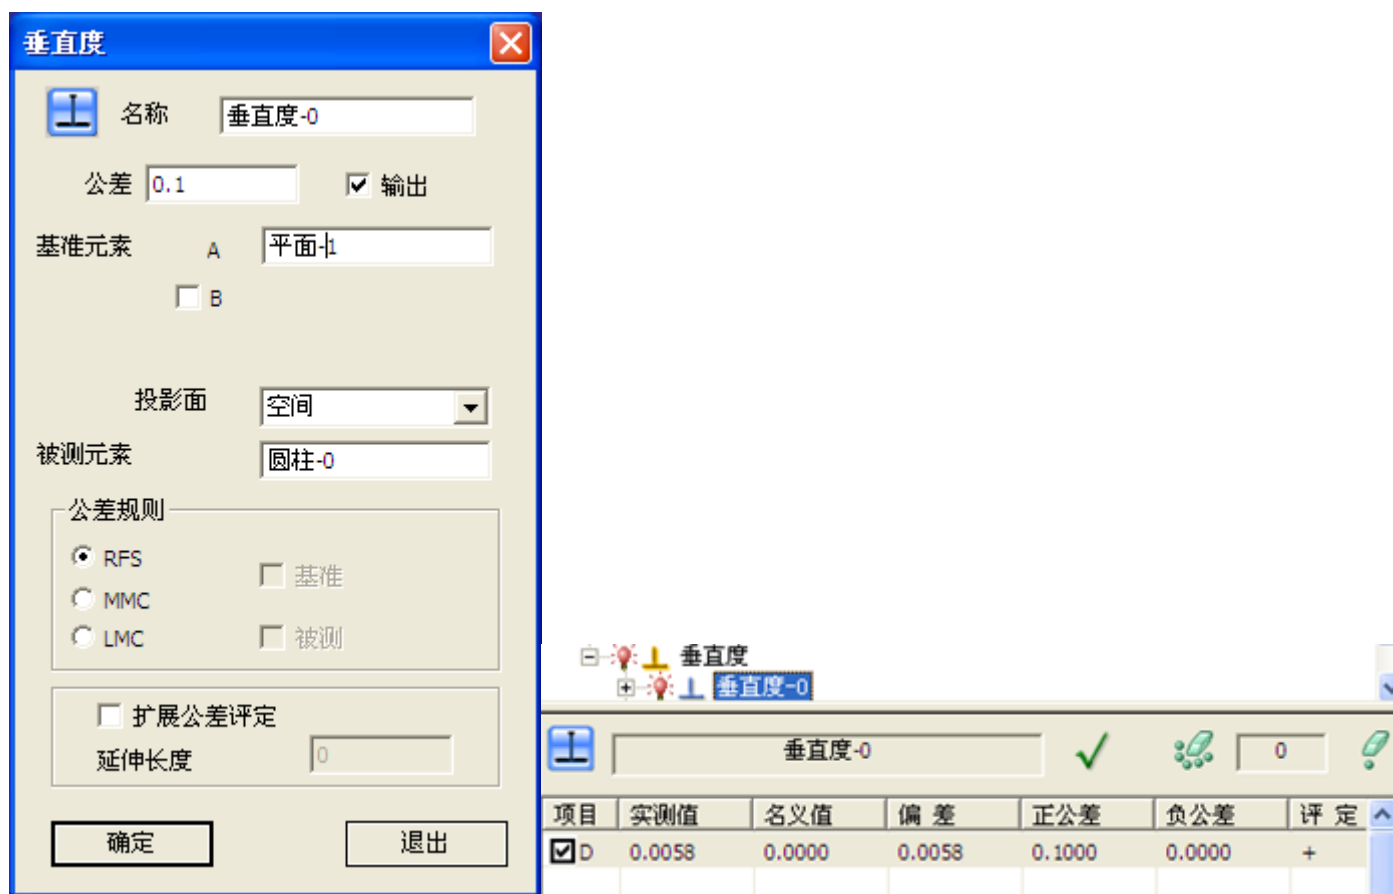 垂直度
名称 垂直度-0
公差 0.1 输出
基准元素 A 平面-1
B
投影面 空间
被测元素 圆柱-0
公差规则
RFS
基准
MMC
LMC 被测
扩展公差评定
延伸长度 0
确定 退出
垂直度
垂直度-0
垂直度-0 0
项目 实测值 名义值 偏 差 正公差 负公差 评 定
D 0.0058 0.0000 0.0058 0.1000 0.0000 +